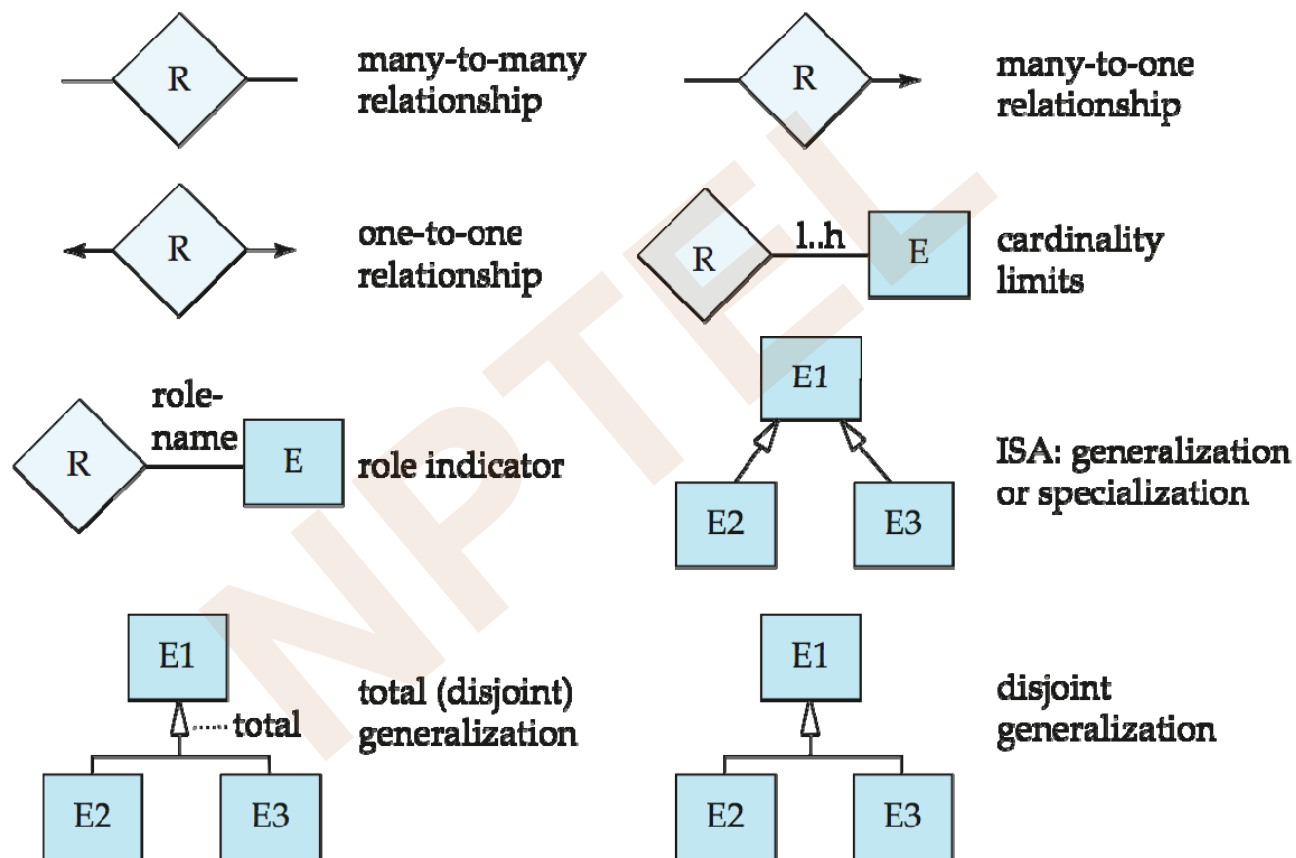 R
many-to-many
relationship
R
many-to-one
relationship
R
one-to-one
relationship
R
l..h
E
cardinality
limits
R
role-
name
E
role indicator
E1
E2
E3
ISA: generalization
or specialization
E1
total
E2
E3
total (disjoint)
generalization
E1
E2
E3
disjoint
generalization
NPTEL